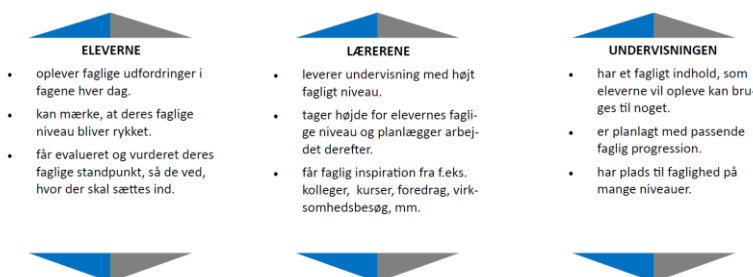 ELEVERNE
• oplever faglige udfordringer i
fagene hver dag.
• kan mærke, at deres faglige
niveau bliver rykket.
• får evalueret og vurderet deres
faglige standpunkt, så de ved,
hvor der skal sættes ind.
LÆRERENE
• leverer undervisning med højt
fagligt niveau.
• tager højde for elevernes fagli-
ge niveau og planlægger arbej-
det derefter.
• får faglig inspiration fra f.eks.
kolleger, kurser, foredrag, virk-
somhedsbesøg, mm.
UNDERVISNINGEN
• har et fagligt indhold, som
eleverne vil opleve kan bru-
ges til noget.
• er planlagt med passende
faglig progression.
• har plads til faglighed på
mange niveauer.